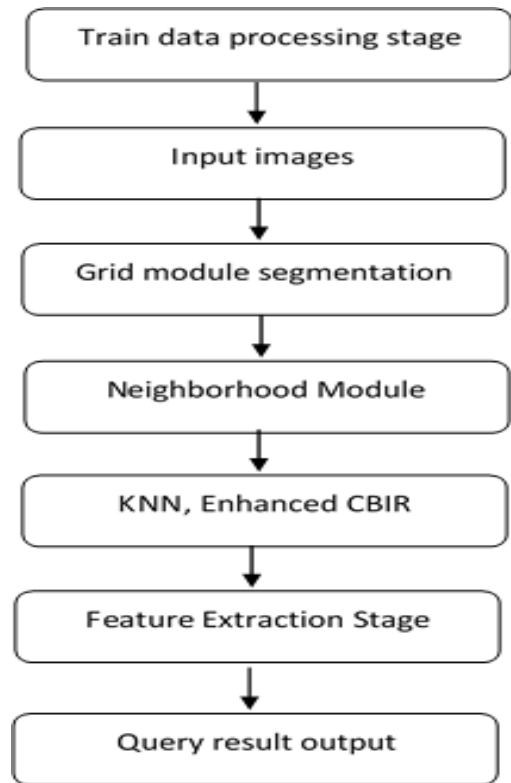 Train data processing stage
Input images
Grid module segmentation
Neighborhood Module
KNN, Enhanced CBIR
Feature Extraction Stage
Query result output